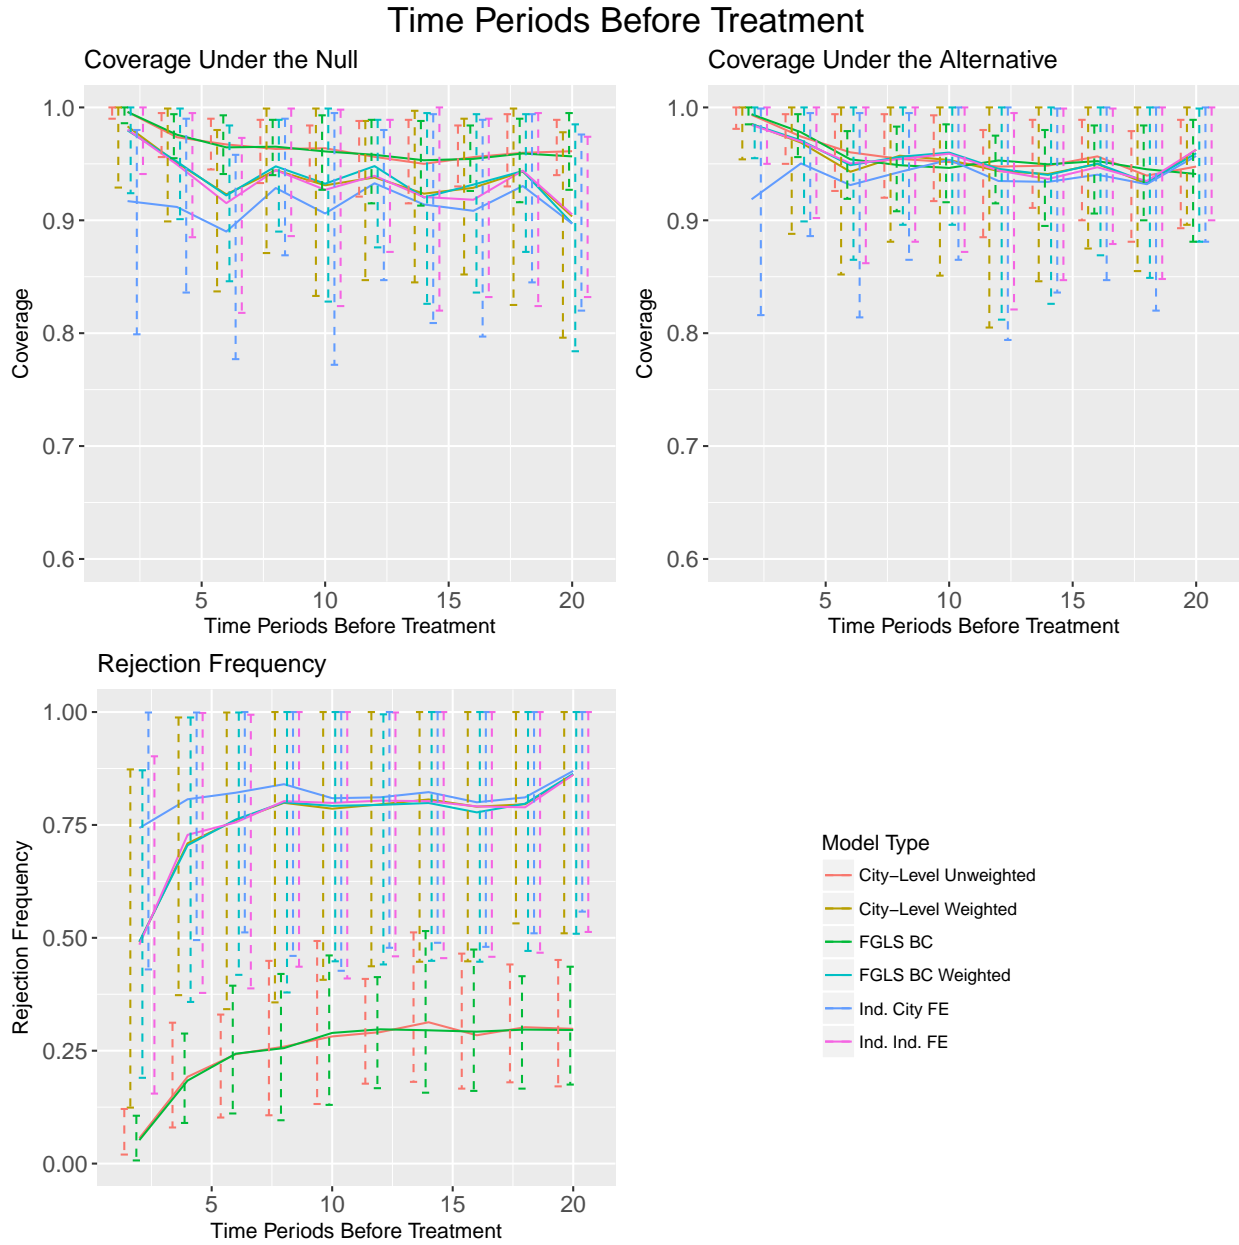 Time Periods Before Treatment
Coverage Under the Null
Coverage
1.0
0.9
0.8
0.7
0.6
5
10
15
20
Time Periods Before Treatment
Coverage Under the Alternative
Coverage
1.0
0.9
0.8
0.7
0.6
5
10
15
20
Time Periods Before Treatment
Rejection Frequency
Rejection Frequency
1.00
0.75
0.50
0.25
0.00
5
10
15
20
Time Periods Before Treatment
Model Type
City−Level Unweighted
City−Level Weighted
FGLS BC
FGLS BC Weighted
Ind. City FE
Ind. Ind. FE